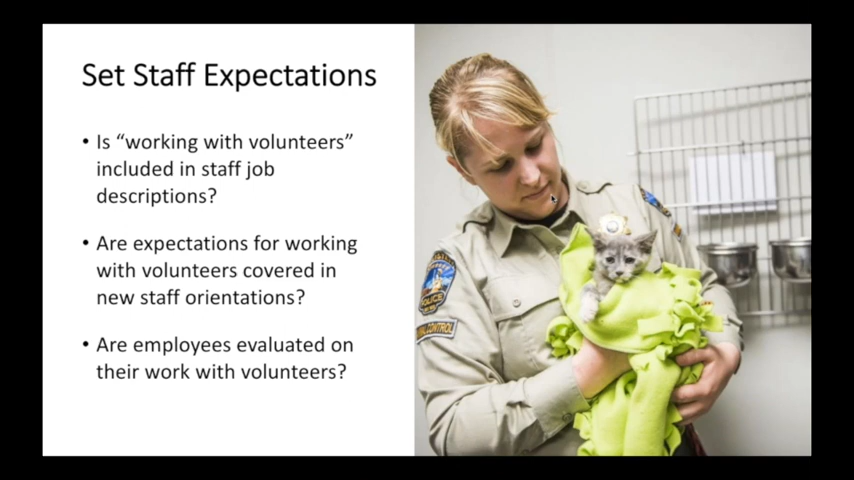 Set Staff Expectations
• Is “working with volunteers”
included in staff job
descriptions?
• Are expectations for working
with volunteers covered in
new staff orientations?
• Are employees evaluated on
their work with volunteers?
POLICE
CONTROL